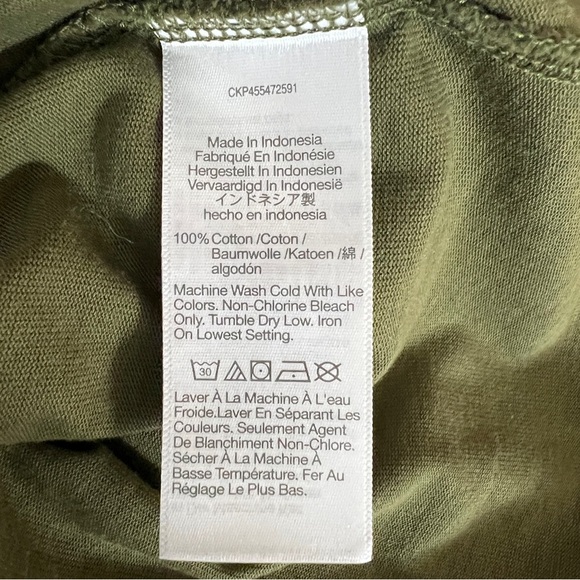 CKP455472591
Made In Indonesia
Fabriqué En Indonésie
Hergestellt In Indonesien
Vervaardigd In Indonesië
インドネシア製
hecho en indonesia
100% Cotton /Coton /
Baumwolle /Katoen /綿 /
algodón
Machine Wash Cold With Like
Colors. Non-Chlorine Bleach
Only. Tumble Dry Low. Iron
On Lowest Setting.
30
Laver À La Machine À L'eau
Froide.Laver En Séparant Les
Couleurs. Seulement Agent
De Blanchiment Non-Chlore.
Sécher À La Machine À
Basse Température. Fer Au
Réglage Le Plus Bas.